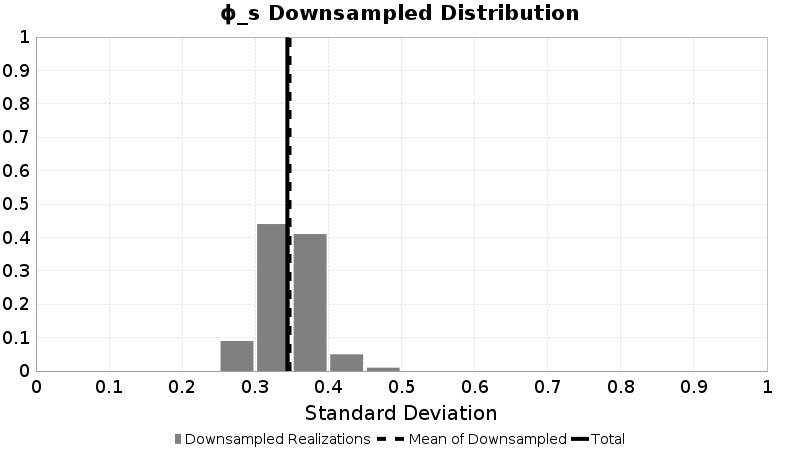 ϕ_s Downsampled Distribution
1
0.9
0.8
0.7
0.6
0.5
0.4
0.3
0.2
0.1
0
0 0.1 0.2 0.3 0.4 0.5 0.6 0.7 0.8 0.9 1
Standard Deviation
Downsampled Realizations Mean of Downsampled Total